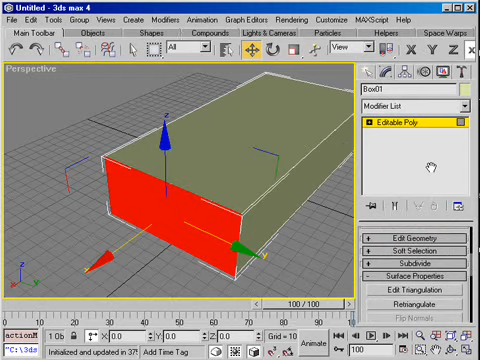 Untitled - 3ds max 4
File Edit Tools Group Views Create Modifiers Animation Graph Editors Rendering Customize MAXScript Help
Main Toolbar Objects Shapes Compounds Lights & Cameras Particles Helpers Space Warps
All View X Y Z
Perspective
Box01
Modifier List
Editable Poly
z
y
Edit Geometry
Soft Selection
Subdivide
Surface Properties
Edit Triangulation
Retriangulate
Flip Normals
z
x
y
100 / 100
0 10 20 30 40 50 60 70 80 90 100
actionM
"C:\3ds
1 Ob
X: 0.0 Y: 0.0 Z: 0.0 Grid = 10
Initialized and updated in 37
Add Time Tag
Animate
100